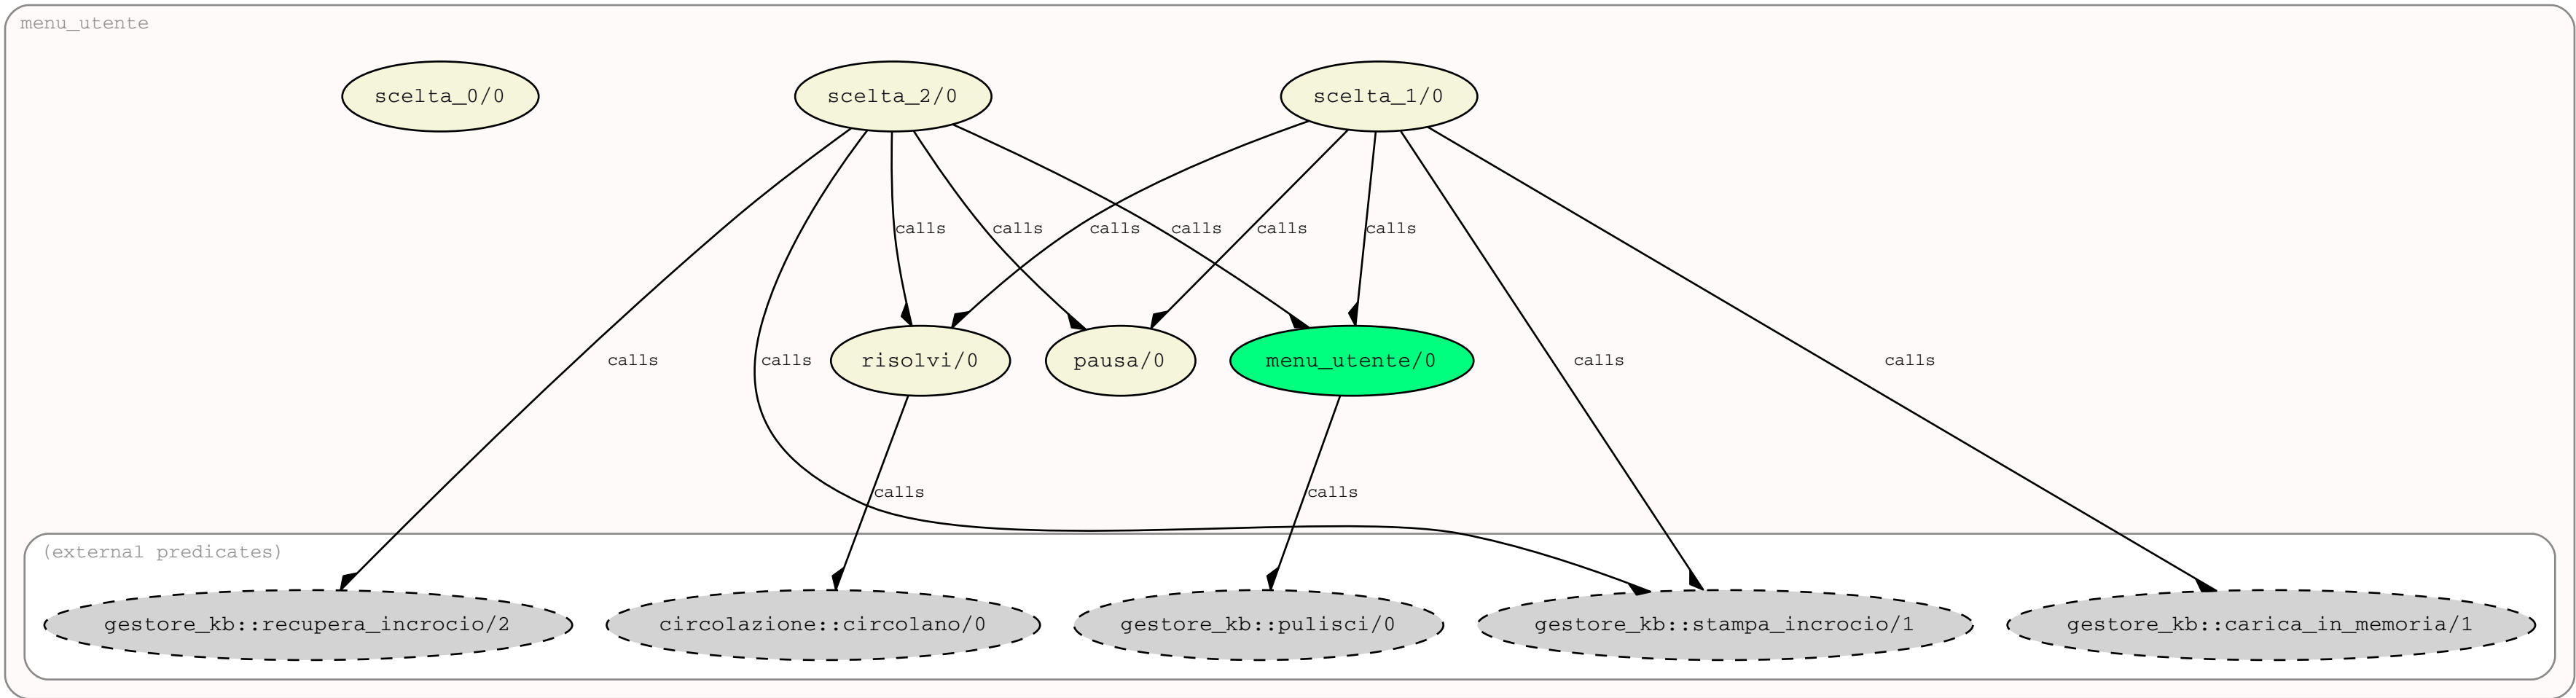 menu_utente
scelta_0/0
scelta_2/0
scelta_1/0
calls
calls
calls
calls
calls
calls
calls
calls
risolvi/0
pausa/0
menu_utente/0
calls
calls
calls
calls
(external predicates)
gestore_kb::recupera_incrocio/2
circolazione::circolano/0
gestore_kb::pulisci/0
gestore_kb::stampa_incrocio/1
gestore_kb::carica_in_memoria/1